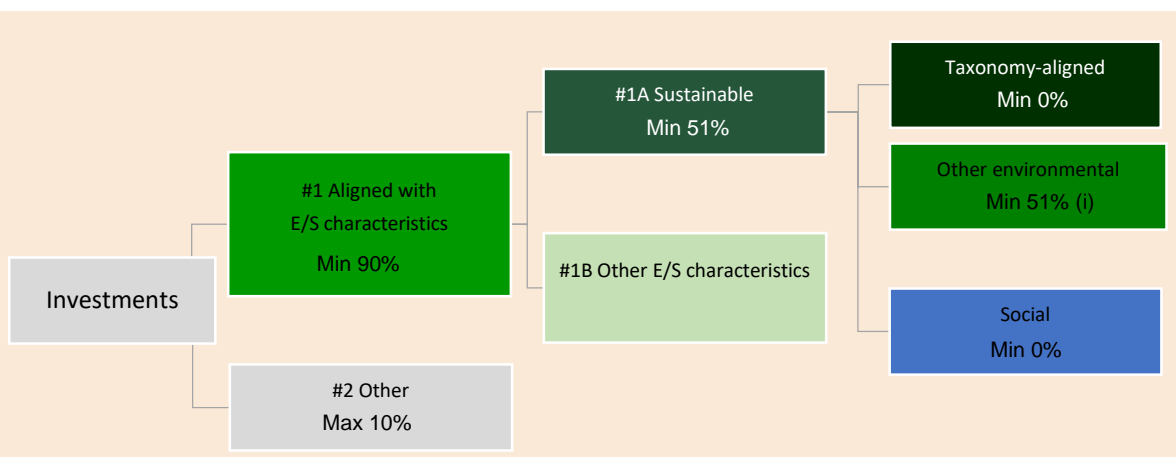 Investments
#1 Aligned with
E/S characteristics
Min 90%
#2 Other
Max 10%
#1A Sustainable
Min 51%
#1B Other E/S characteristics
Taxonomy-aligned
Min 0%
Other environmental
Min 51% (i)
Social
Min 0%